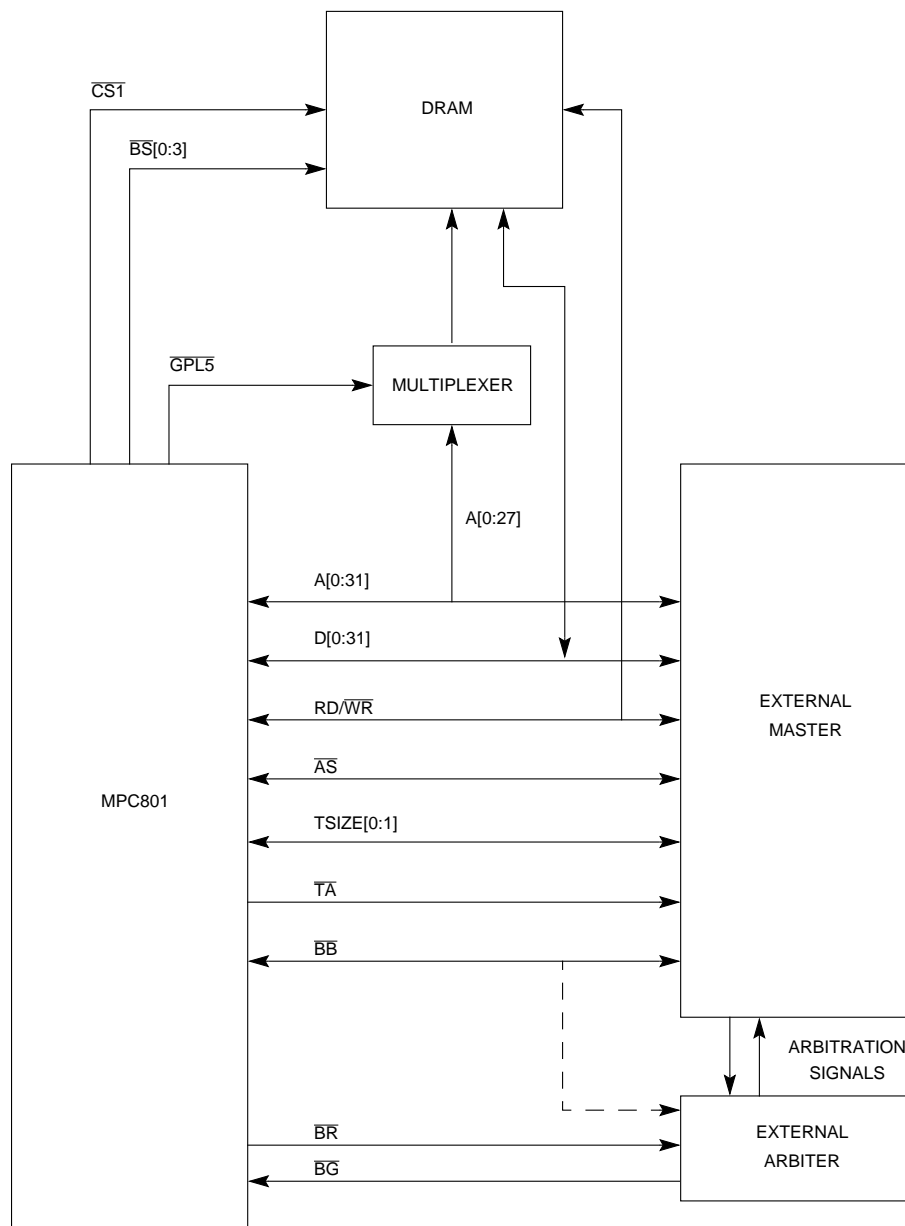 CS1
DRAM
BS[0:3]
GPL5
MULTIPLEXER
A[0:27]
A[0:31]
D[0:31]
RD/WR
EXTERNAL
MASTER
AS
MPC801
TSIZE[0:1]
TA
BB
ARBITRATION
SIGNALS
BR
EXTERNAL
ARBITER
BG